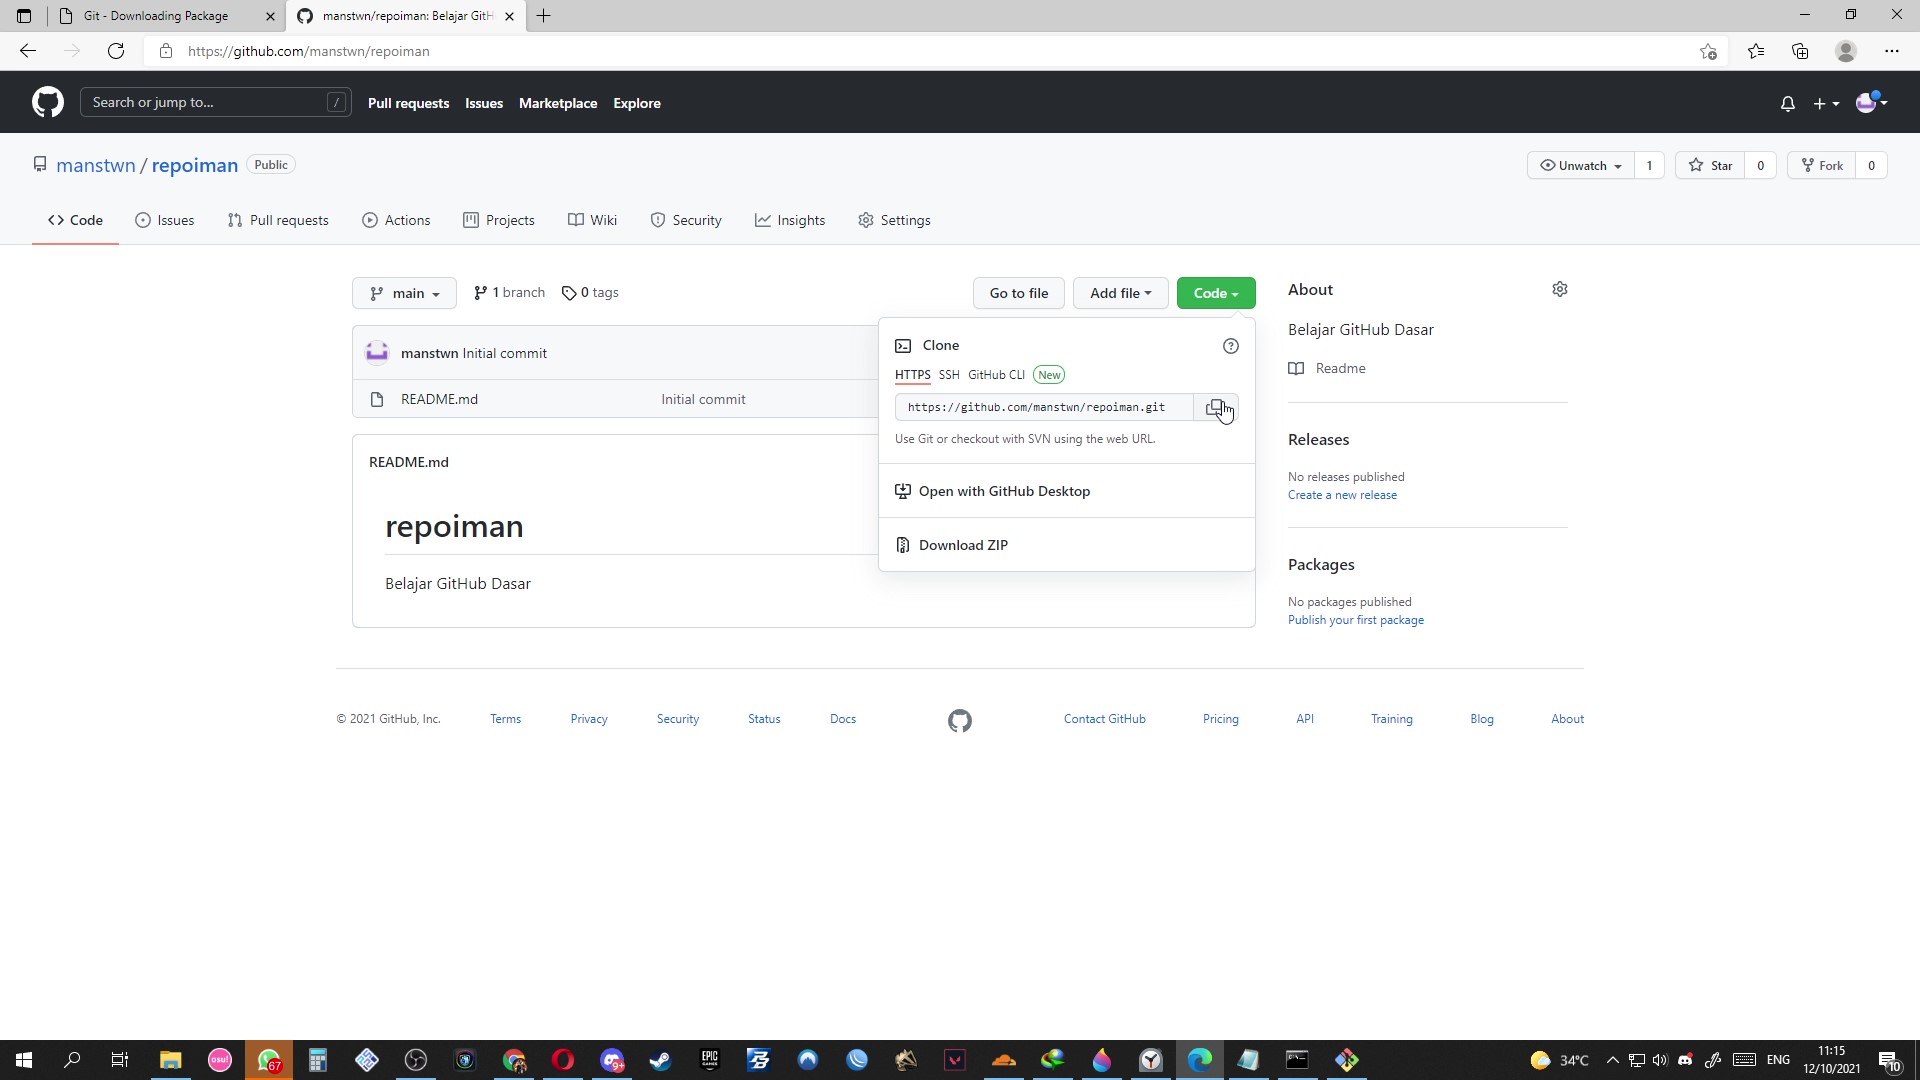 Git - Downloading Package
manstwn/repoiman: Belajar GitH
https://github.com/manstwn/repoiman
Search or jump to...
/
Pull requests
Issues
Marketplace
Explore
manstwn / repoiman
Public
Unwatch
1
Star
0
Fork
0
Code
Issues
Pull requests
Actions
Projects
Wiki
Security
Insights
Settings
main
1 branch
0 tags
Go to file
Add file
Code
About
Belajar GitHub Dasar
Readme
manstwn Initial commit
README.md
Initial commit
Clone
HTTPS SSH GitHub CLI New
https://github.com/manstwn/repoiman.git
Use Git or checkout with SVN using the web URL.
Open with GitHub Desktop
Download ZIP
README.md
repoiman
Belajar GitHub Dasar
Releases
No releases published
Create a new release
Packages
No packages published
Publish your first package
© 2021 GitHub, Inc.
Terms
Privacy
Security
Status
Docs
Contact GitHub
Pricing
API
Training
Blog
About
osu!
67
9+
EPIC
GAMES
34°C
ENG
11:15
12/10/2021
10